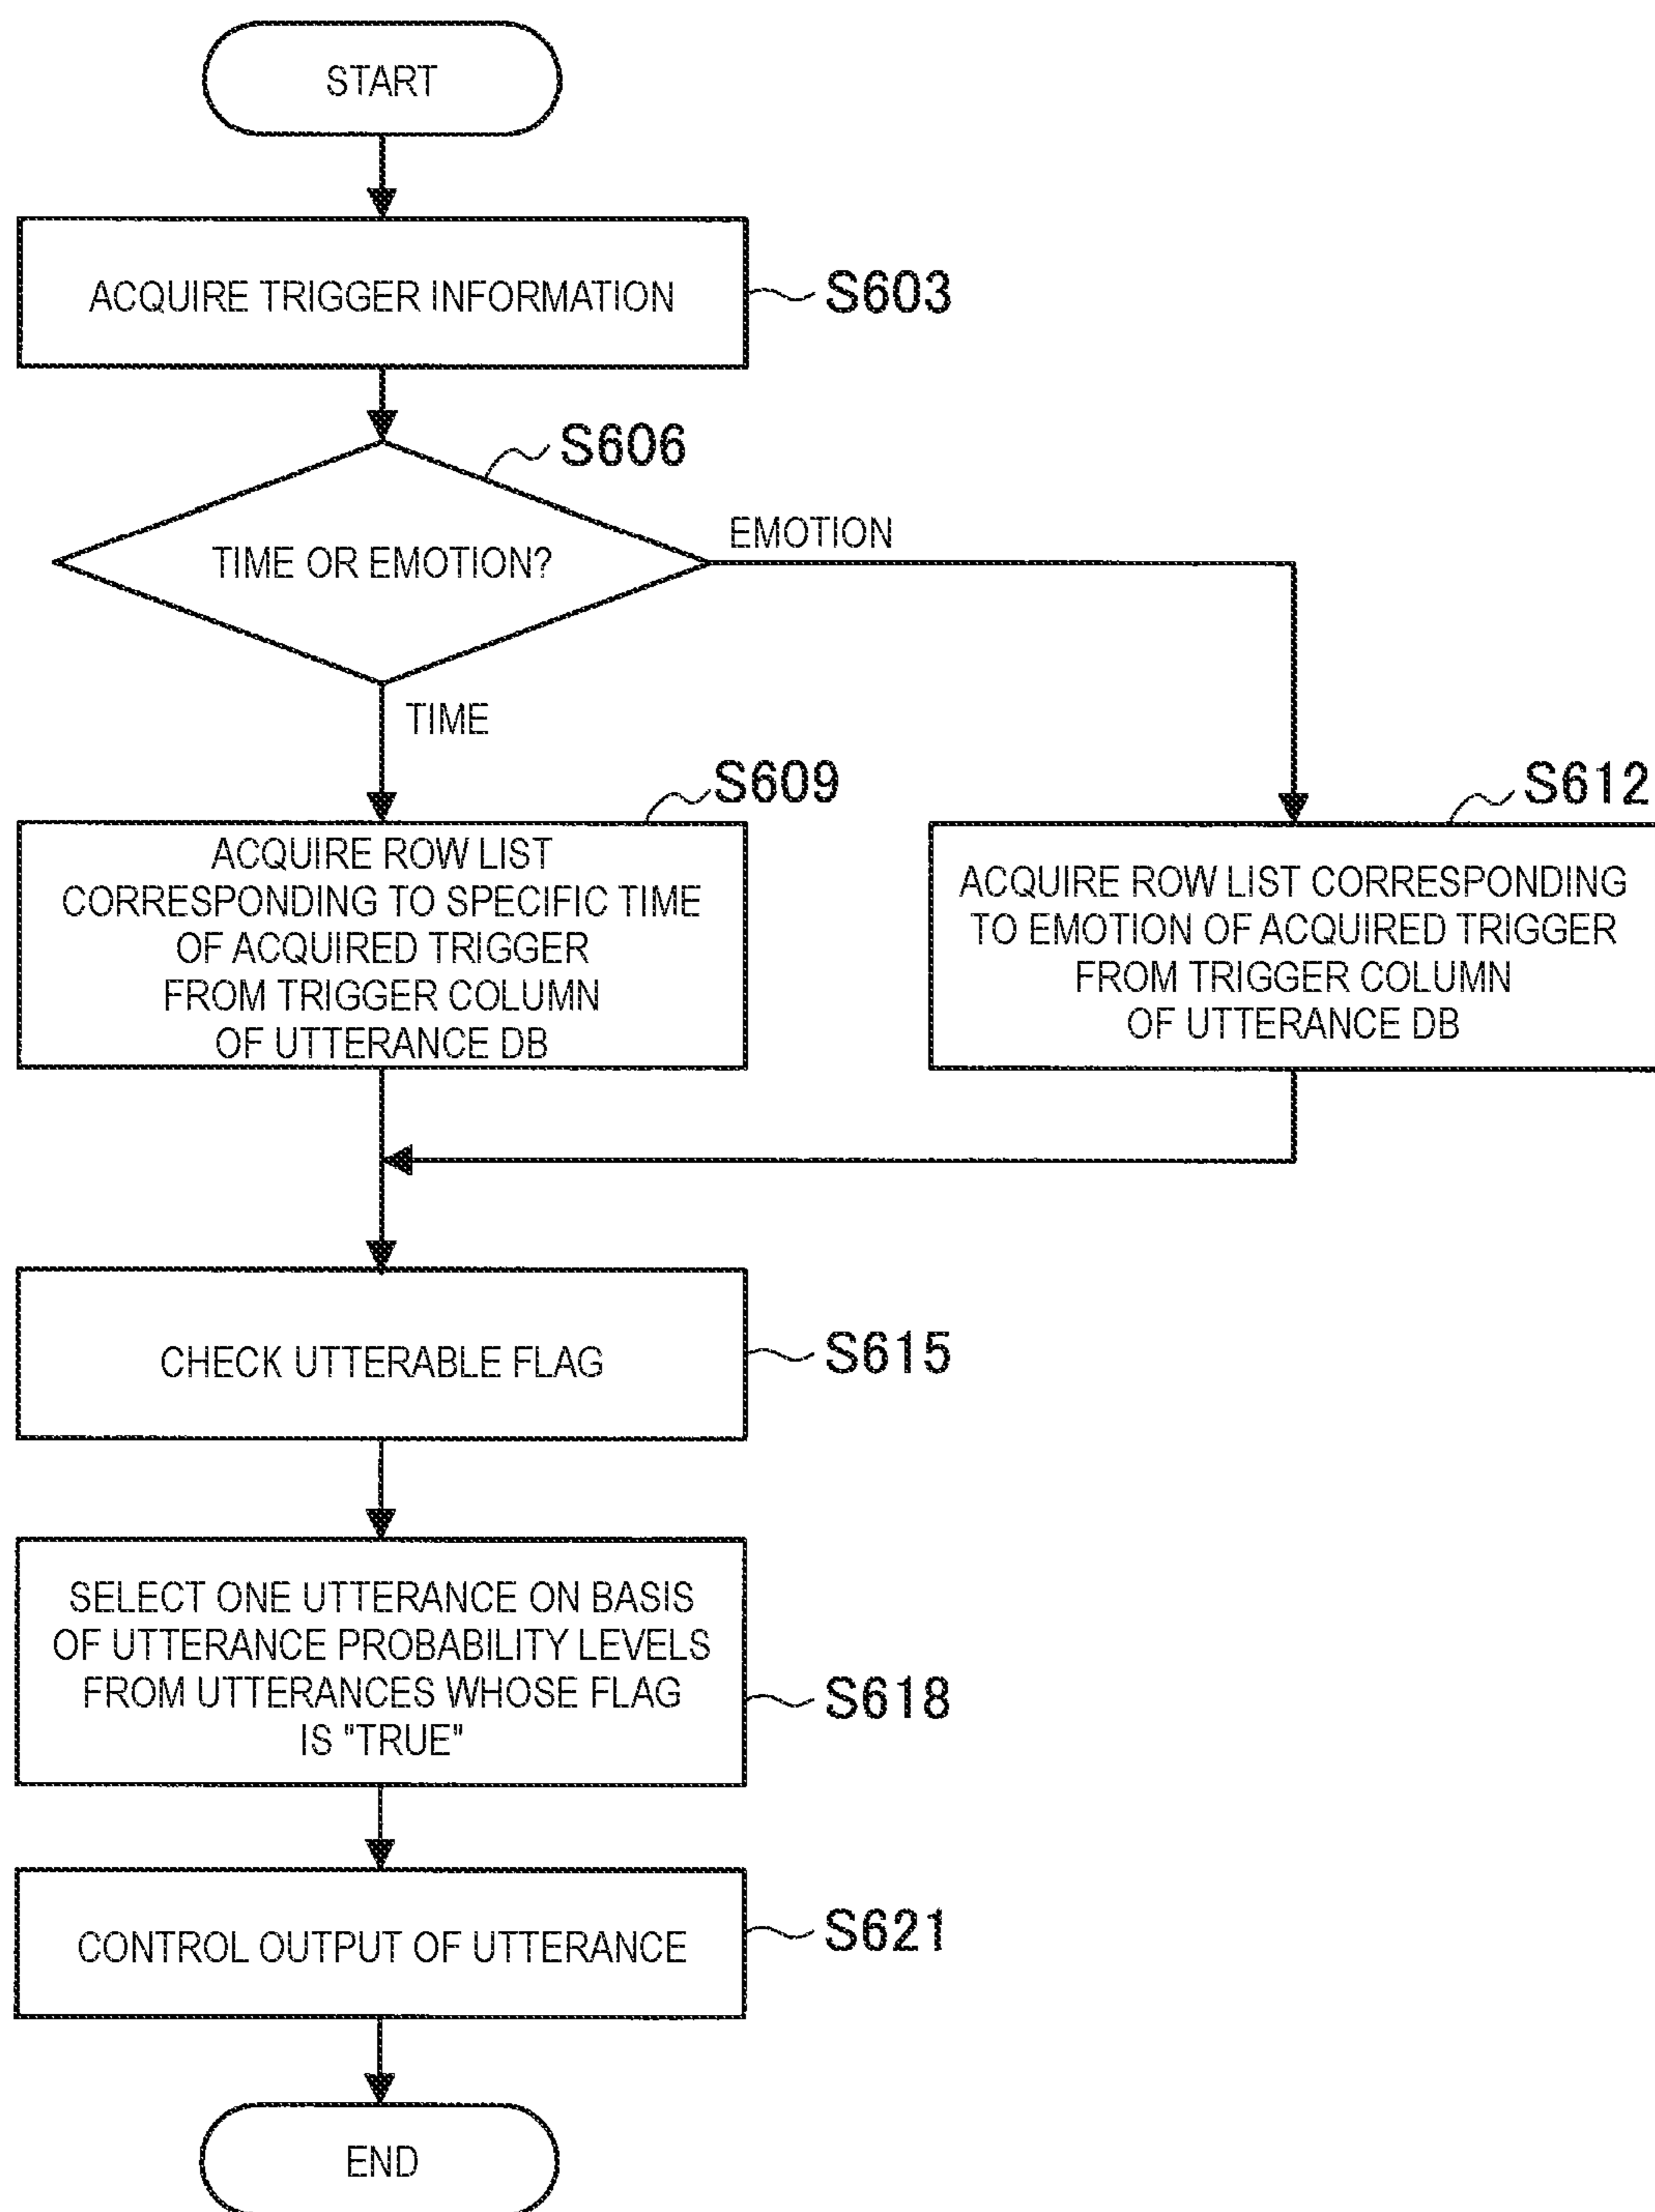 START
ACQUIRE TRIGGER INFORMATION
S603
S606
TIME OR EMOTION?
EMOTION
TIME
S609
ACQUIRE ROW LIST
CORRESPONDING TO SPECIFIC TIME
OF ACQUIRED TRIGGER
FROM TRIGGER COLUMN
OF UTTERANCE DB
S612
ACQUIRE ROW LIST CORRESPONDING
TO EMOTION OF ACQUIRED TRIGGER
FROM TRIGGER COLUMN
OF UTTERANCE DB
CHECK UTTERABLE FLAG
S615
SELECT ONE UTTERANCE ON BASIS
OF UTTERANCE PROBABILITY LEVELS
FROM UTTERANCES WHOSE FLAG
IS "TRUE"
S618
CONTROL OUTPUT OF UTTERANCE
S621
END